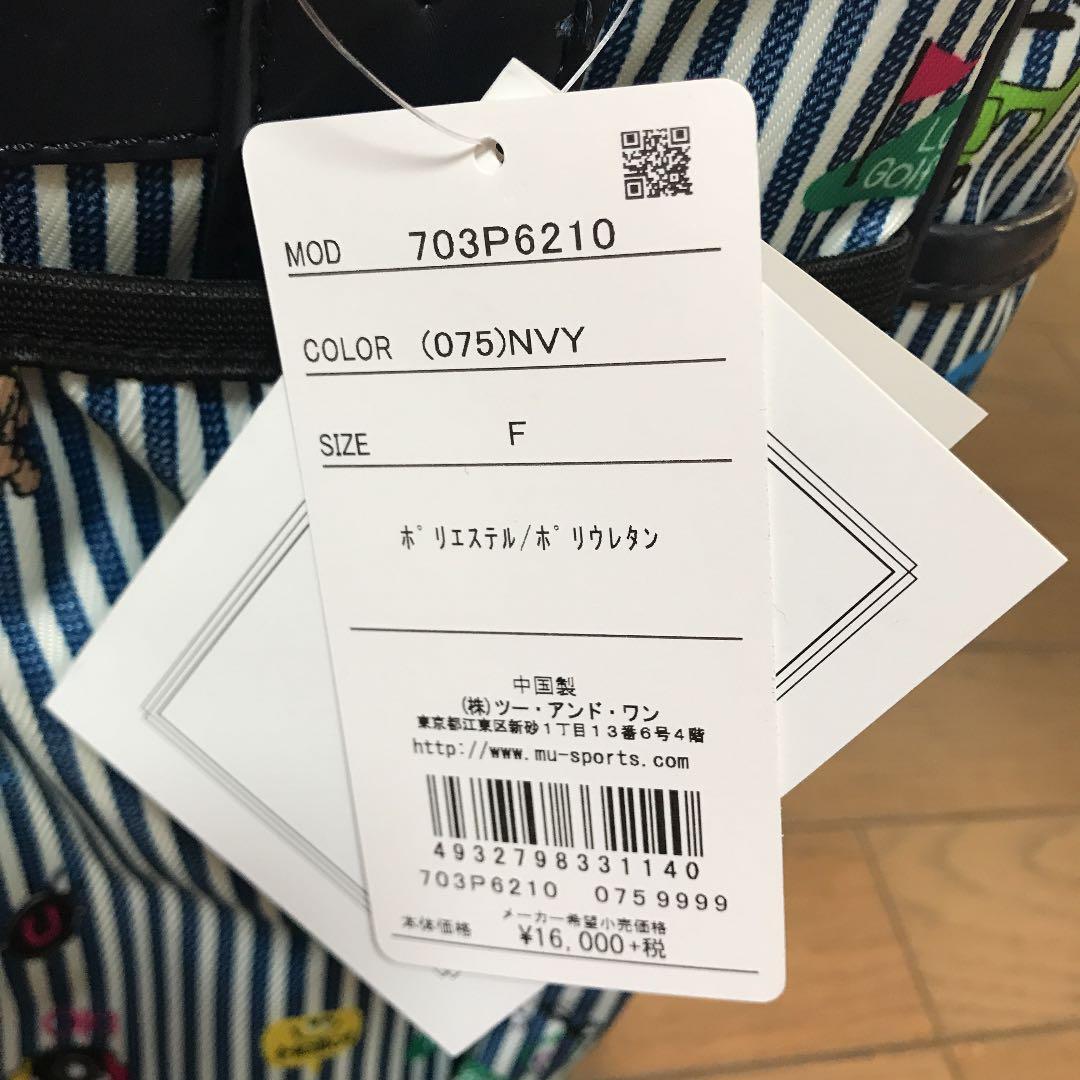 MOD 703P6210
COLOR (075)NVY
SIZE F
ﾎﾟﾘｴｽﾃﾙ/ﾎﾟﾘｳﾚﾀﾝ
中国製
(株)ツー・アンド・ワン
東京都江東区新砂１丁目１３番６号４階
http://www.mu-sports.com
4932798331140
703P6210 0759999
メーカー希望小売価格
本体価格 ¥16,000+税
GOlf